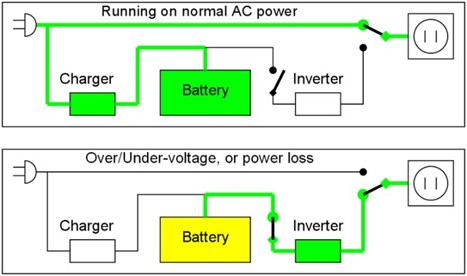 Running on normal AC power
Charger
Battery
Inverter
Over/Under-voltage, or power loss
Charger
Battery
Inverter